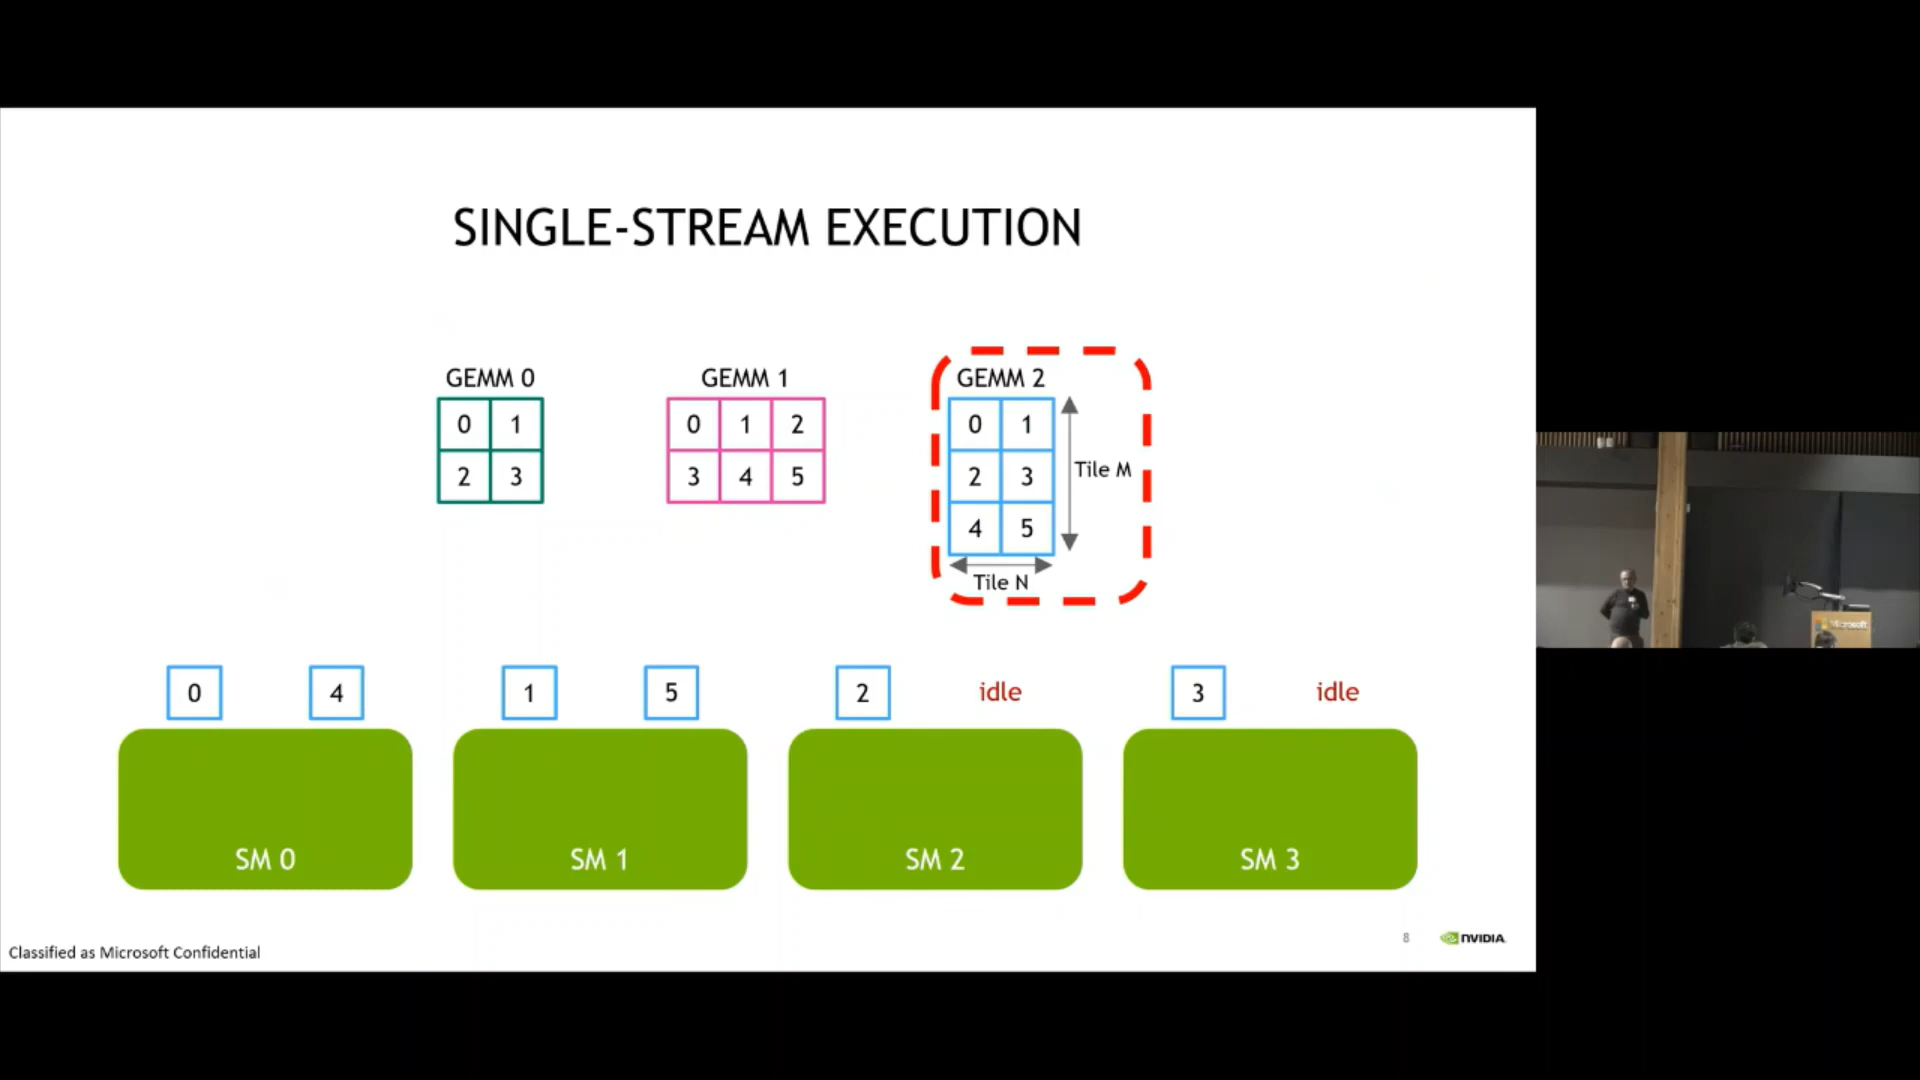 SINGLE-STREAM EXECUTION
GEMM 0
0 1
2 3
GEMM 1
0 1 2
3 4 5
GEMM 2
0 1
2 3
4 5
Tile M
Tile N
0 4 1 5 2 idle 3 idle
SM 0
SM 1
SM 2
SM 3
Classified as Microsoft Confidential
8
NVIDIA
Microsoft